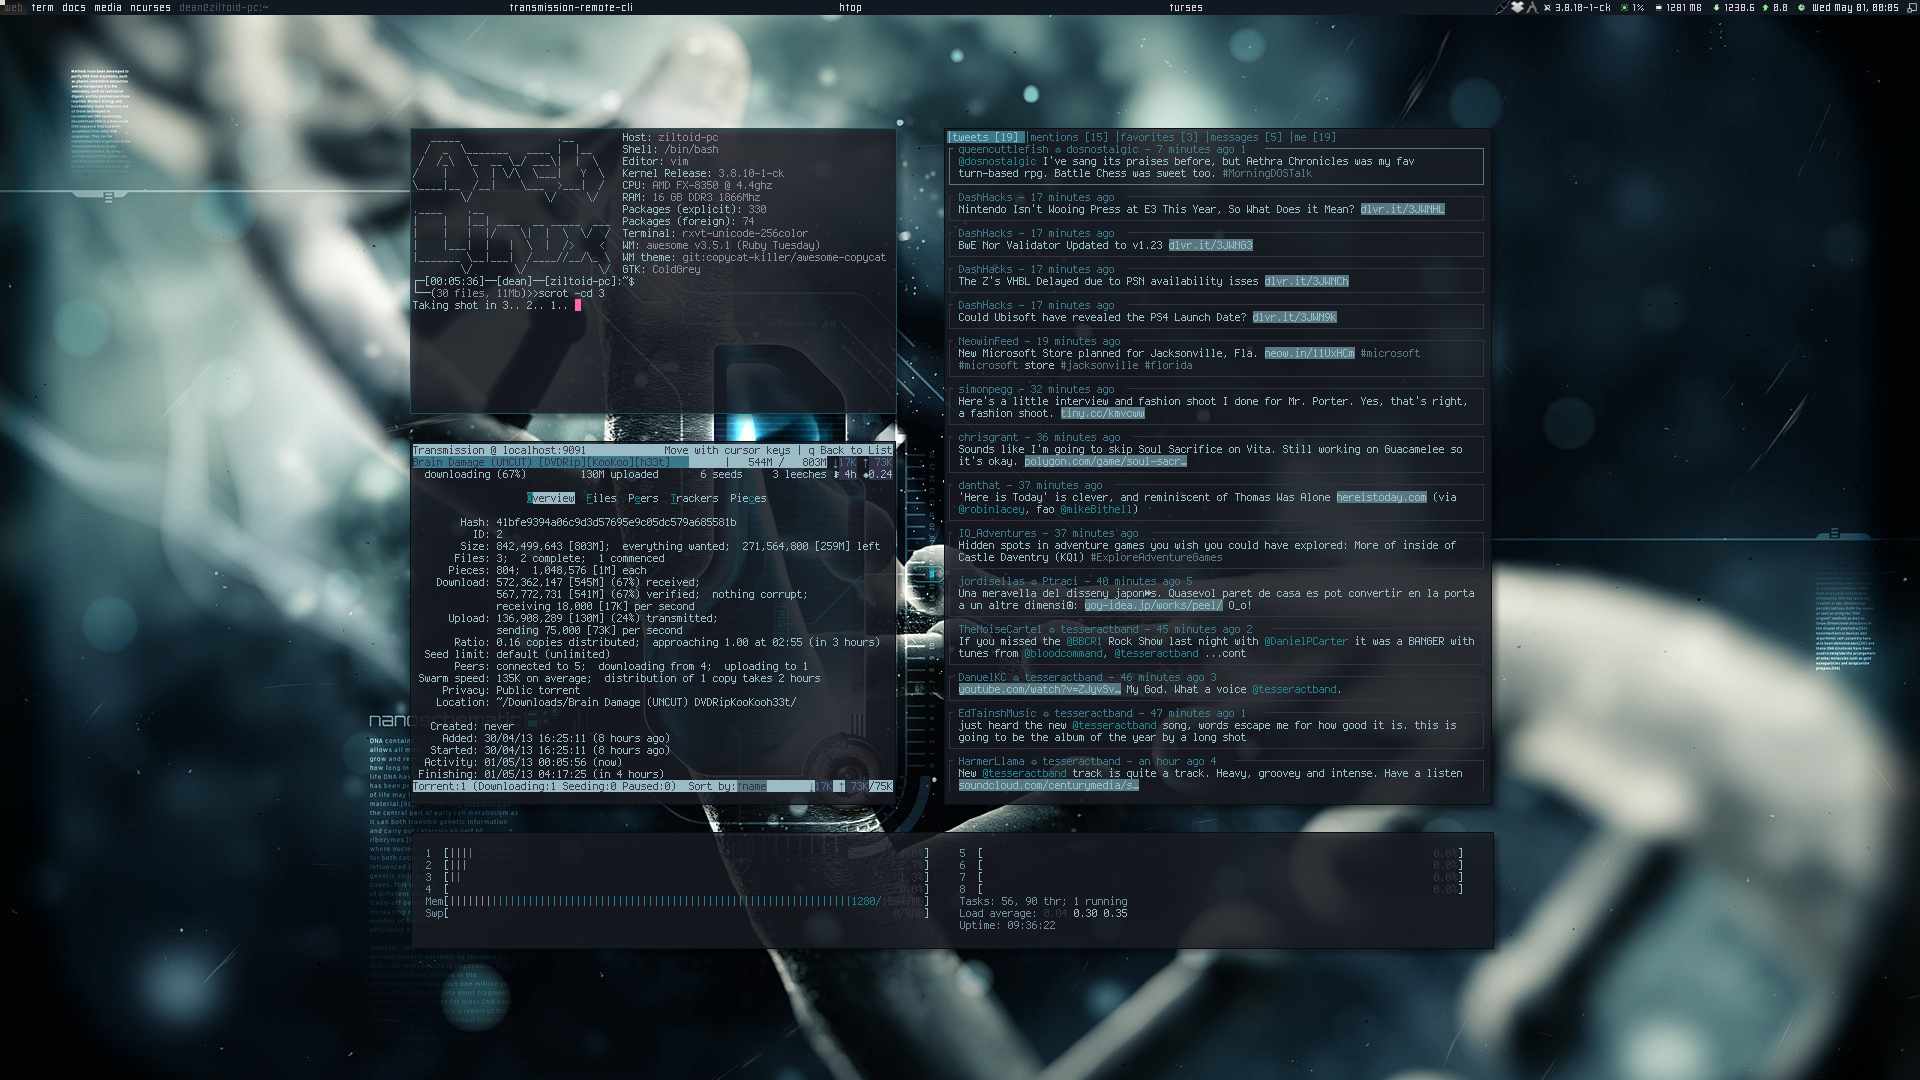 web term docs media ncurses dean@ziltoid-pc:~ transmission-remote-cli htop turses 3.8.10-1-ck 1% 1281 MB 1238.6 0.0 Wed May 01, 00:05
Host: ziltoid-pc
Shell: /bin/bash
Editor: vim
Kernel Release: 3.8.10-1-ck
CPU: AMD FX-8350 @ 4.4ghz
RAM: 16 GB DDR3 1866Mhz
Packages (explicit): 330
Packages (foreign): 74
Terminal: rxvt-unicode-256color
WM: awesome v3.5.1 (Ruby Tuesday)
WM theme: git:copycat-killer/awesome-copycat
GTK: ColdGrey
┌─[00:05:36]──[dean]──[ziltoid-pc]:~$
└──(30 files, 11Mb)>>scrot -cd 3
Taking shot in 3.. 2.. 1..
Transmission @ localhost:9091 Move with cursor keys | q Back to List
Brain Damage (UNCUT) [DVDRip][KooKoo][h33t] 544M / 803M ↓17K ↑ 73K
downloading (67%) 130M uploaded 6 seeds 3 leeches 4h 0.24
Overview Files Peers Trackers Pieces
Hash: 41bfe9394a06c9d3d57695e9c05dc579a685581b
ID: 2
Size: 842,499,643 [803M]; everything wanted; 271,564,800 [259M] left
Files: 3; 2 complete; 1 commenced
Pieces: 804; 1,048,576 [1M] each
Download: 572,362,147 [545M] (67%) received;
567,772,731 [541M] (67%) verified; nothing corrupt;
receiving 18,000 [17K] per second
Upload: 136,908,289 [130M] (24%) transmitted;
sending 75,000 [73K] per second
Ratio: 0.16 copies distributed; approaching 1.00 at 02:55 (in 3 hours)
Seed limit: default (unlimited)
Peers: connected to 5; downloading from 4; uploading to 1
Swarm speed: 135K on average; distribution of 1 copy takes 2 hours
Privacy: Public torrent
Location: ~/Downloads/Brain Damage (UNCUT) DVDRipKooKooh33t/
Created: never
Added: 30/04/13 16:25:11 (8 hours ago)
Started: 30/04/13 16:25:11 (8 hours ago)
Activity: 01/05/13 00:05:56 (now)
Finishing: 01/05/13 04:17:25 (in 4 hours)
Torrent:1 (Downloading:1 Seeding:0 Paused:0) Sort by:↑name ↓17K ↑ 73K/75K
tweets [19] |mentions [15] |favorites [3] |messages [5] |me [19]
queencuttlefish dosnostalgic - 7 minutes ago 1
@dosnostalgic I've sang its praises before, but Aethra Chronicles was my fav
turn-based rpg. Battle Chess was sweet too. #MorningDOSTalk
DashHacks - 17 minutes ago
Nintendo Isn't Wooing Press at E3 This Year, So What Does it Mean? dlvr.it/3JWNHL
DashHacks - 17 minutes ago
BwE Nor Validator Updated to v1.23 dlvr.it/3JWNG3
DashHacks - 17 minutes ago
The Z's VHBL Delayed due to PSN availability isses dlvr.it/3JWNCh
DashHacks - 17 minutes ago
Could Ubisoft have revealed the PS4 Launch Date? dlvr.it/3JWN9k
NeowinFeed - 19 minutes ago
New Microsoft Store planned for Jacksonville, Fla. neow.in/11UxHCm #microsoft
#microsoft store #jacksonville #florida
simonpegg - 32 minutes ago
Here's a little interview and fashion shoot I done for Mr. Porter. Yes, that's right,
a fashion shoot. tiny.cc/kmvcww
chrisgrant - 36 minutes ago
Sounds like I'm going to skip Soul Sacrifice on Vita. Still working on Guacamelee so
it's okay. polygon.com/game/soul-sacr…
danthat - 37 minutes ago
'Here is Today' is clever, and reminiscent of Thomas Was Alone hereistoday.com (via
@robinlacey, fao @mikeBithell)
IQ_Adventures - 37 minutes ago
Hidden spots in adventure games you wish you could have explored: More of inside of
Castle Daventry (KQ1) #ExploreAdventureGames
jordisellas Ptraci - 40 minutes ago 5
Una meravella del disseny japon s. Quasevol paret de casa es pot convertir en la porta
a un altre dimensi : yoy-idea.jp/works/peel/ O_o!
TheNoiseCartel tesseractband - 45 minutes ago 2
If you missed the @BBCR1 Rock Show last night with @DanielPCarter it was a BANGER with
tunes from @bloodcommand, @tesseractband ...cont
DanuelKC tesseractband - 46 minutes ago 3
youtube.com/watch?v=ZJyvSv… My God. What a voice @tesseractband.
EdTainshMusic tesseractband - 47 minutes ago 1
just heard the new @tesseractband song, words escape me for how good it is. this is
going to be the album of the year by a long shot
HarmerLlama tesseractband - an hour ago 4
New @tesseractband track is quite a track. Heavy, groovey and intense. Have a listen
soundcloud.com/centurymedia/s…
1 [|||| ]
2 [||| ]
3 [|| ]
4 [ 0.0%]
Mem[ 1280/ ]
Swp[ 0/0MB]
5 [ 0.0%]
6 [ 0.0%]
7 [ 0.0%]
8 [ 0.0%]
Tasks: 56, 90 thr; 1 running
Load average: 0.04 0.30 0.35
Uptime: 09:36:22